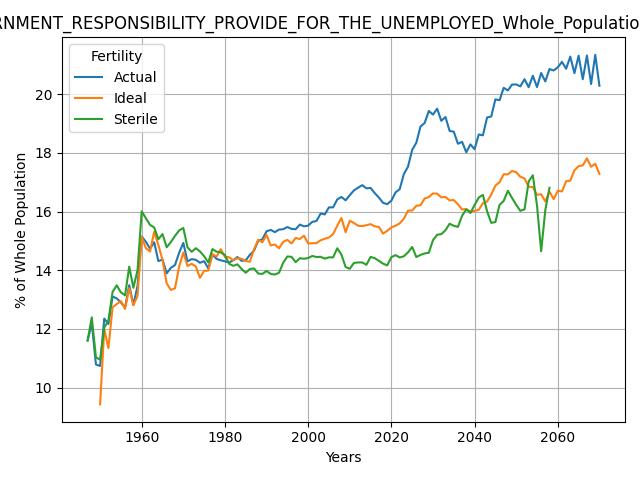 RNMENT_RESPONSIBILITY_PROVIDE_FOR_THE_UNEMPLOYED_Whole_Populatio
Fertility
Actual
Ideal
Sterile
% of Whole Population
20
18
16
14
12
10
1960 1980 2000 2020 2040 2060
Years